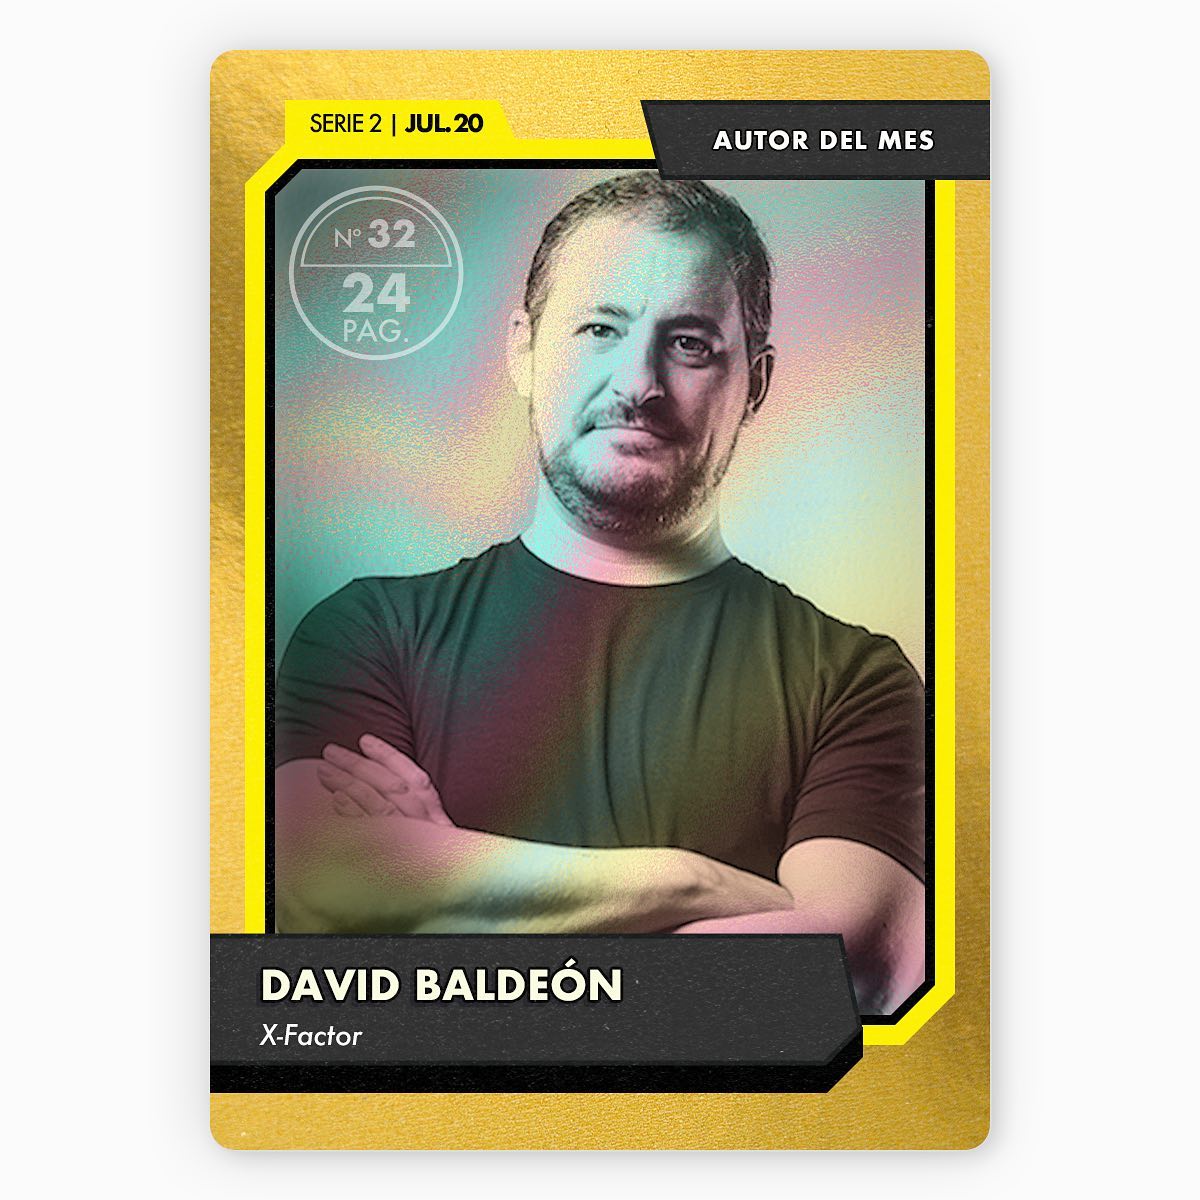 SERIE 2 | JUL. 20
AUTOR DEL MES
Nº 32
24
PAG.
DAVID BALDEÓN
X-Factor